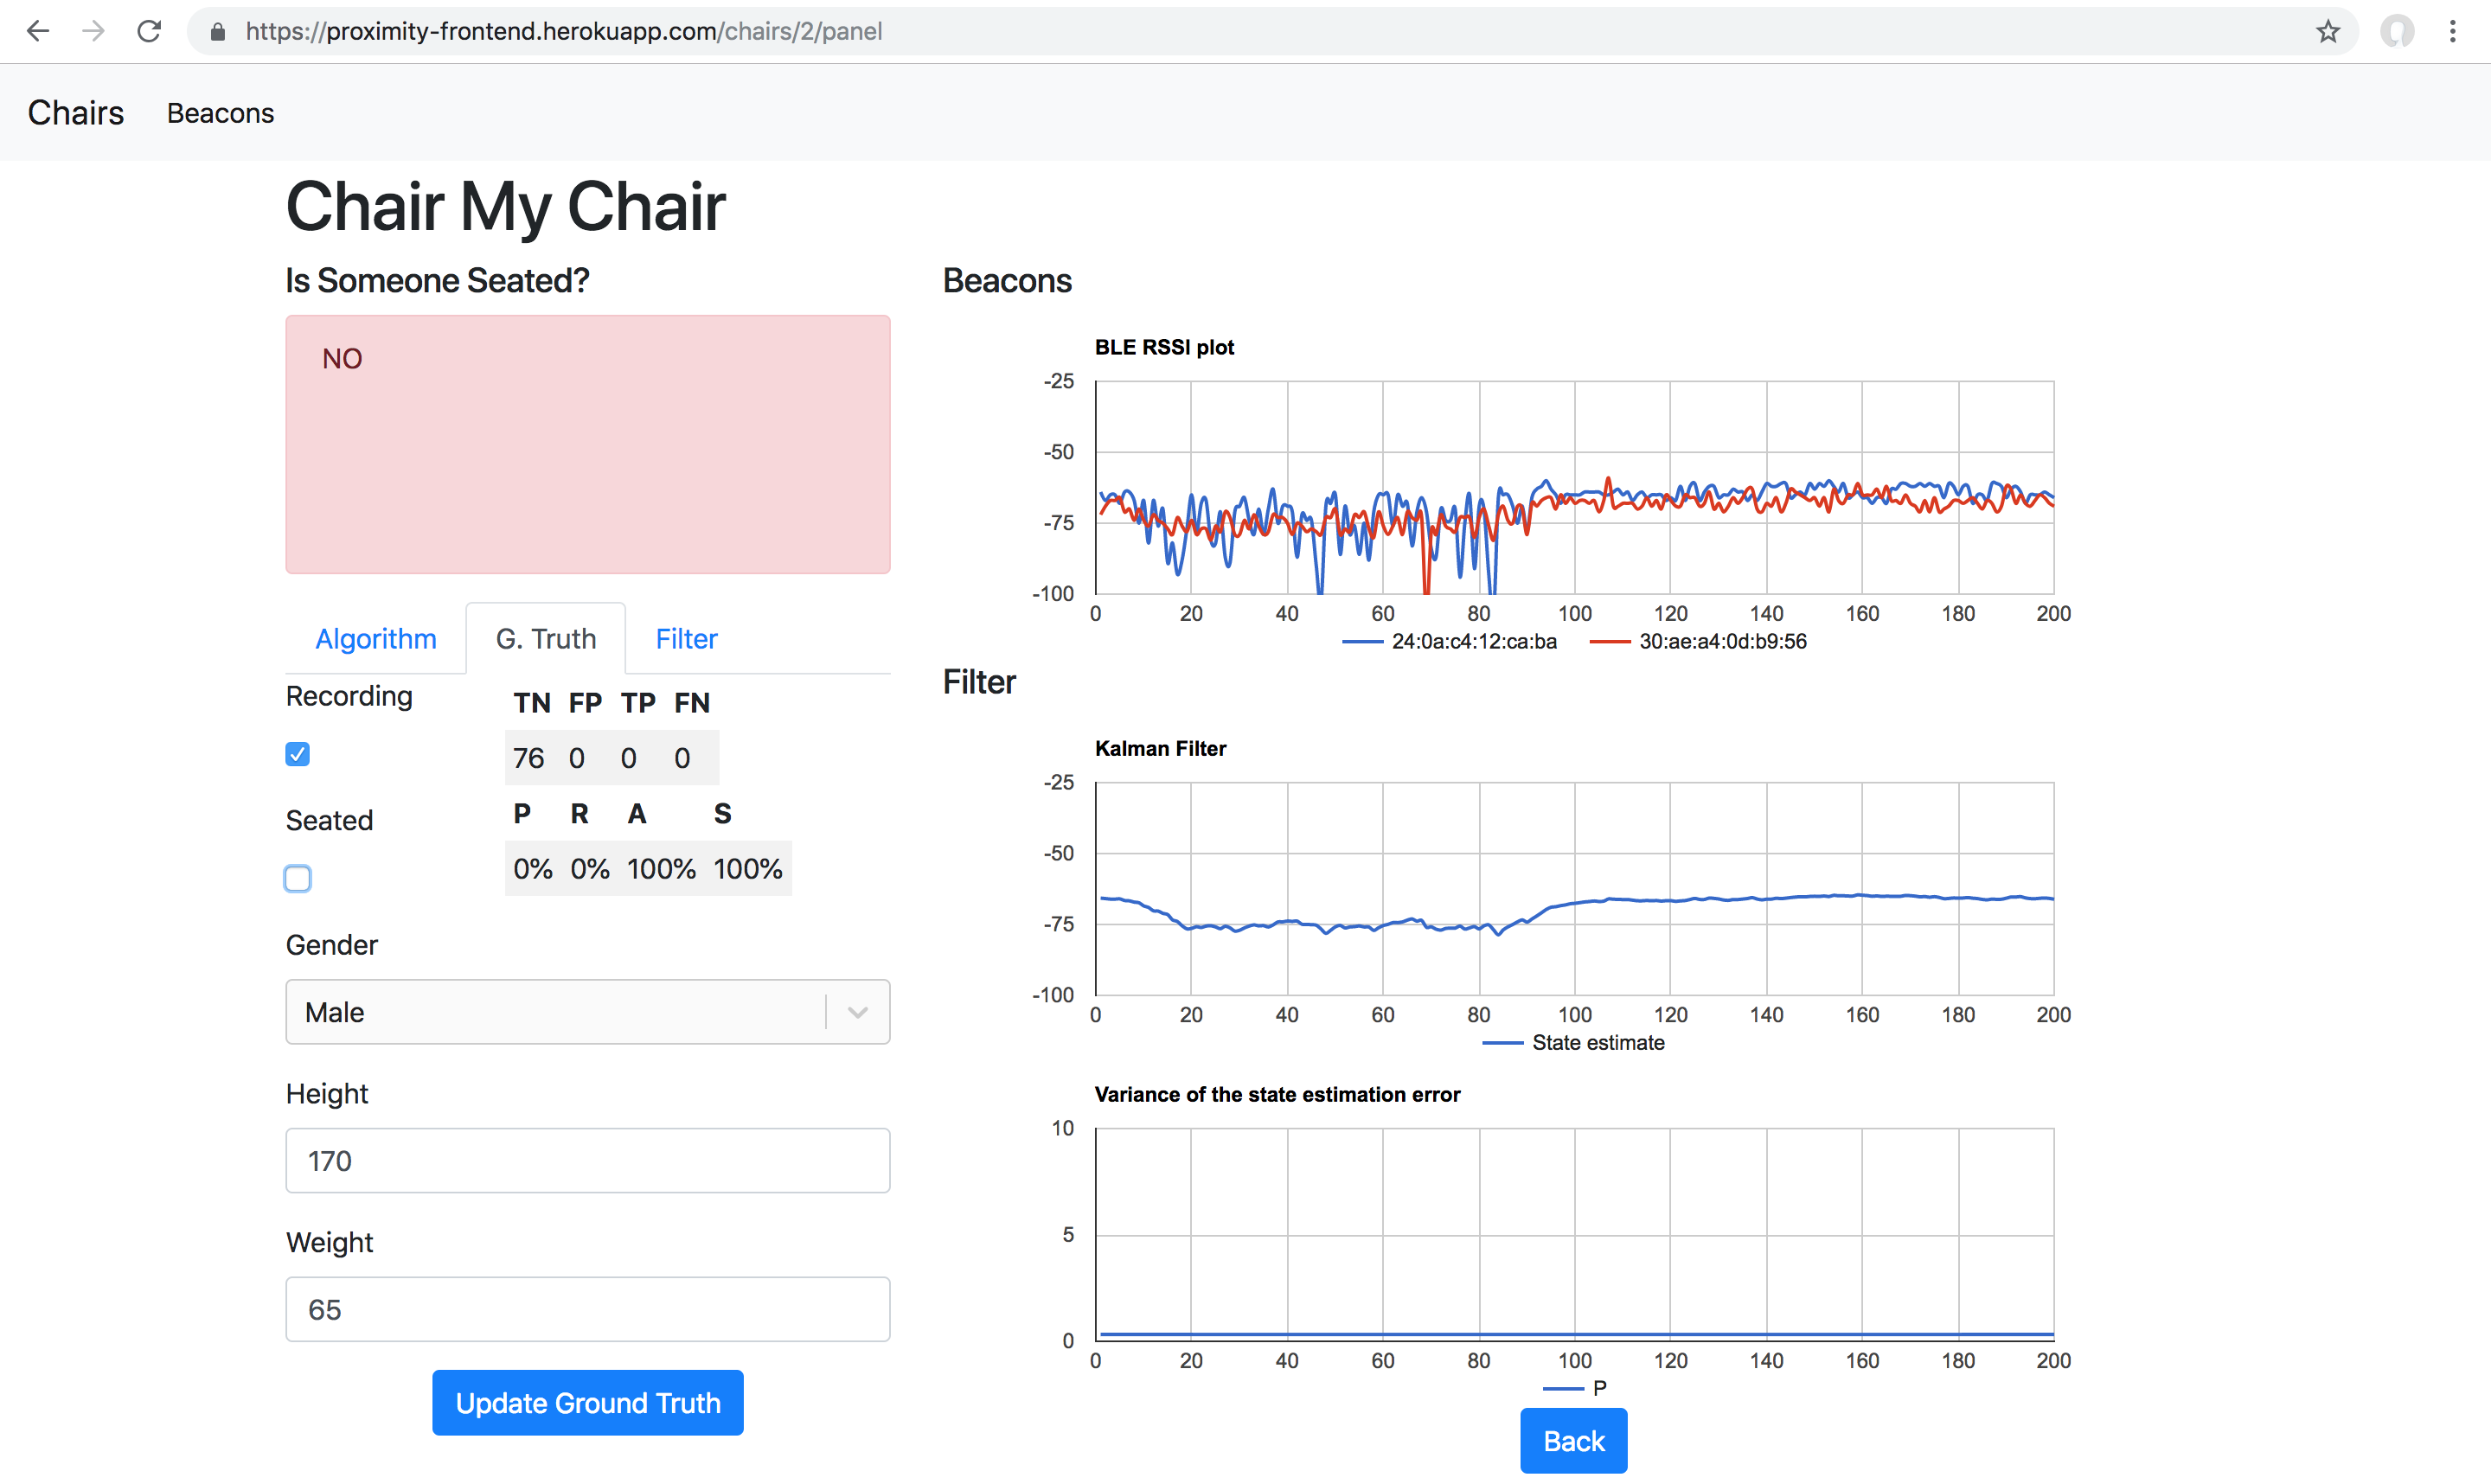 https://proximity-frontend.herokuapp.com/chairs/2/panel
Chairs Beacons
Chair My Chair
Is Someone Seated?
NO
Algorithm G. Truth Filter
Recording
TN FP TP FN
76 0 0 0
P R A S
0% 0% 100% 100%
Seated
Gender
Male
Height
170
Weight
65
Update Ground Truth
Beacons
BLE RSSI plot
-25
-50
-75
-100
0 20 40 60 80 100 120 140 160 180 200
24:0a:c4:12:ca:ba 30:ae:a4:0d:b9:56
Filter
Kalman Filter
-25
-50
-75
-100
0 20 40 60 80 100 120 140 160 180 200
State estimate
Variance of the state estimation error
10
5
0
0 20 40 60 80 100 120 140 160 180 200
P
Back